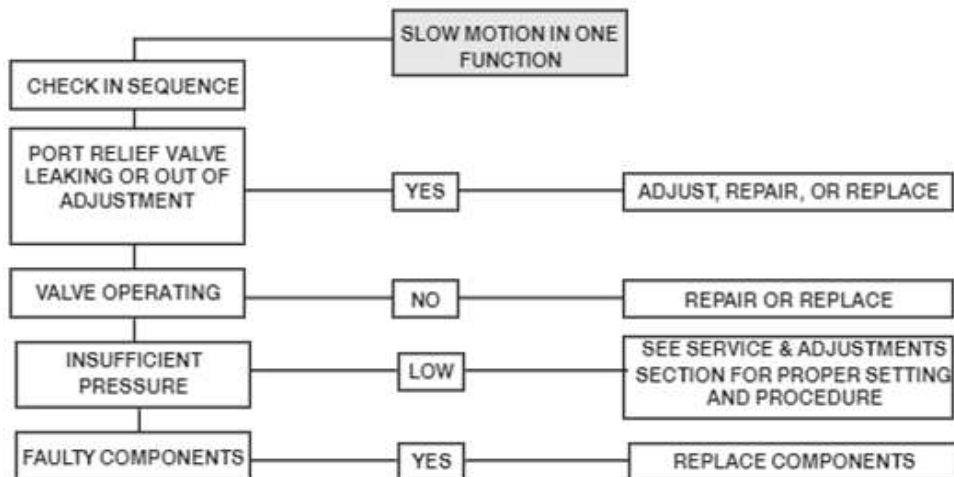 SLOW MOTION IN ONE
FUNCTION
CHECK IN SEQUENCE
PORT RELIEF VALVE
LEAKING OR OUT OF
ADJUSTMENT
YES
ADJUST, REPAIR, OR REPLACE
VALVE OPERATING
NO
REPAIR OR REPLACE
INSUFFICIENT
PRESSURE
LOW
SEE SERVICE & ADJUSTMENTS
SECTION FOR PROPER SETTING
AND PROCEDURE
FAULTY COMPONENTS
YES
REPLACE COMPONENTS